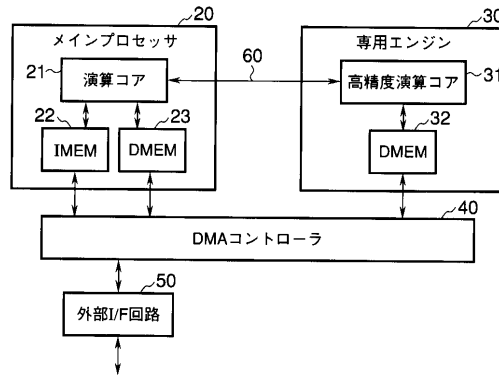 20
メインプロセッサ
21
演算コア
22
IMEM
23
DMEM
60
30
専用エンジン
高精度演算コア
31
32
DMEM
40
DMAコントローラ
50
外部I/F回路